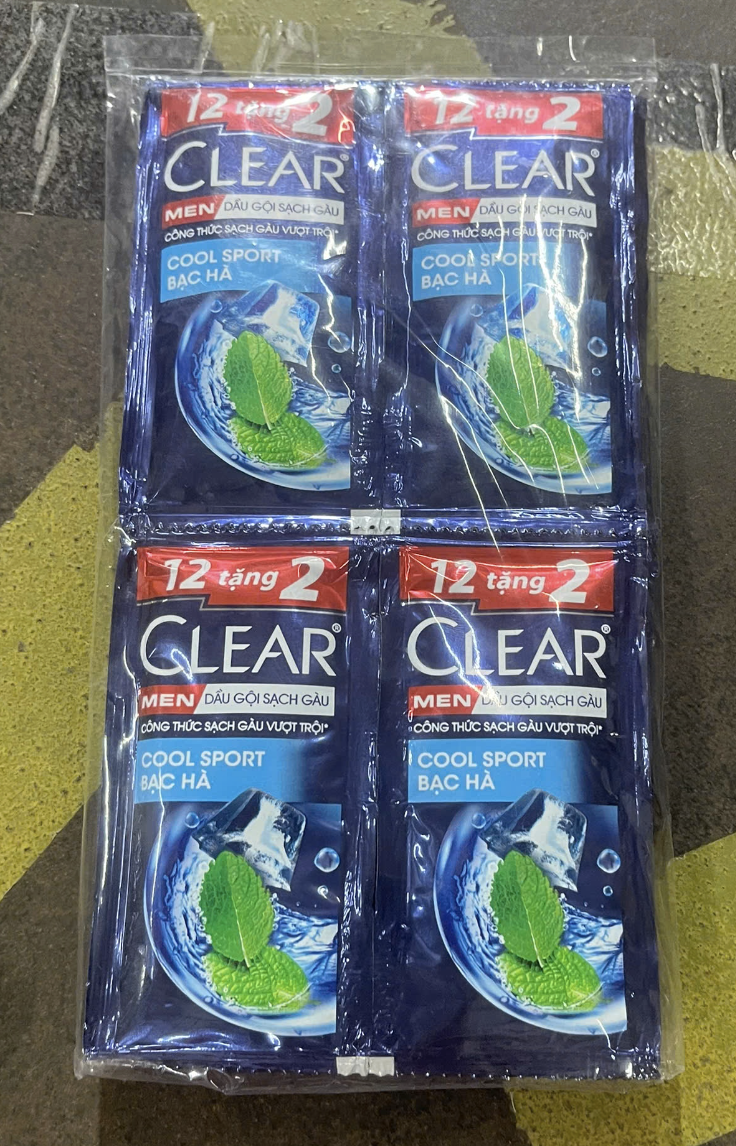 12 tặng 2
CLEAR®
MEN DẦU GỘI SẠCH GÀU
CÔNG THỨC SẠCH GÀU VƯỢT TRỘI*
COOL SPORT
BẠC HÀ
12 tặng 2
CLEAR®
MEN DẦU GỘI SẠCH GÀU
CÔNG THỨC SẠCH GÀU VƯỢT TRỘI*
COOL SPORT
BẠC HÀ
12 tặng 2
CLEAR®
MEN DẦU GỘI SẠCH GÀU
CÔNG THỨC SẠCH GÀU VƯỢT TRỘI*
COOL SPORT
BẠC HÀ
12 tặng 2
CLEAR®
MEN DẦU GỘI SẠCH GÀU
CÔNG THỨC SẠCH GÀU VƯỢT TRỘI*
COOL SPORT
BẠC HÀ